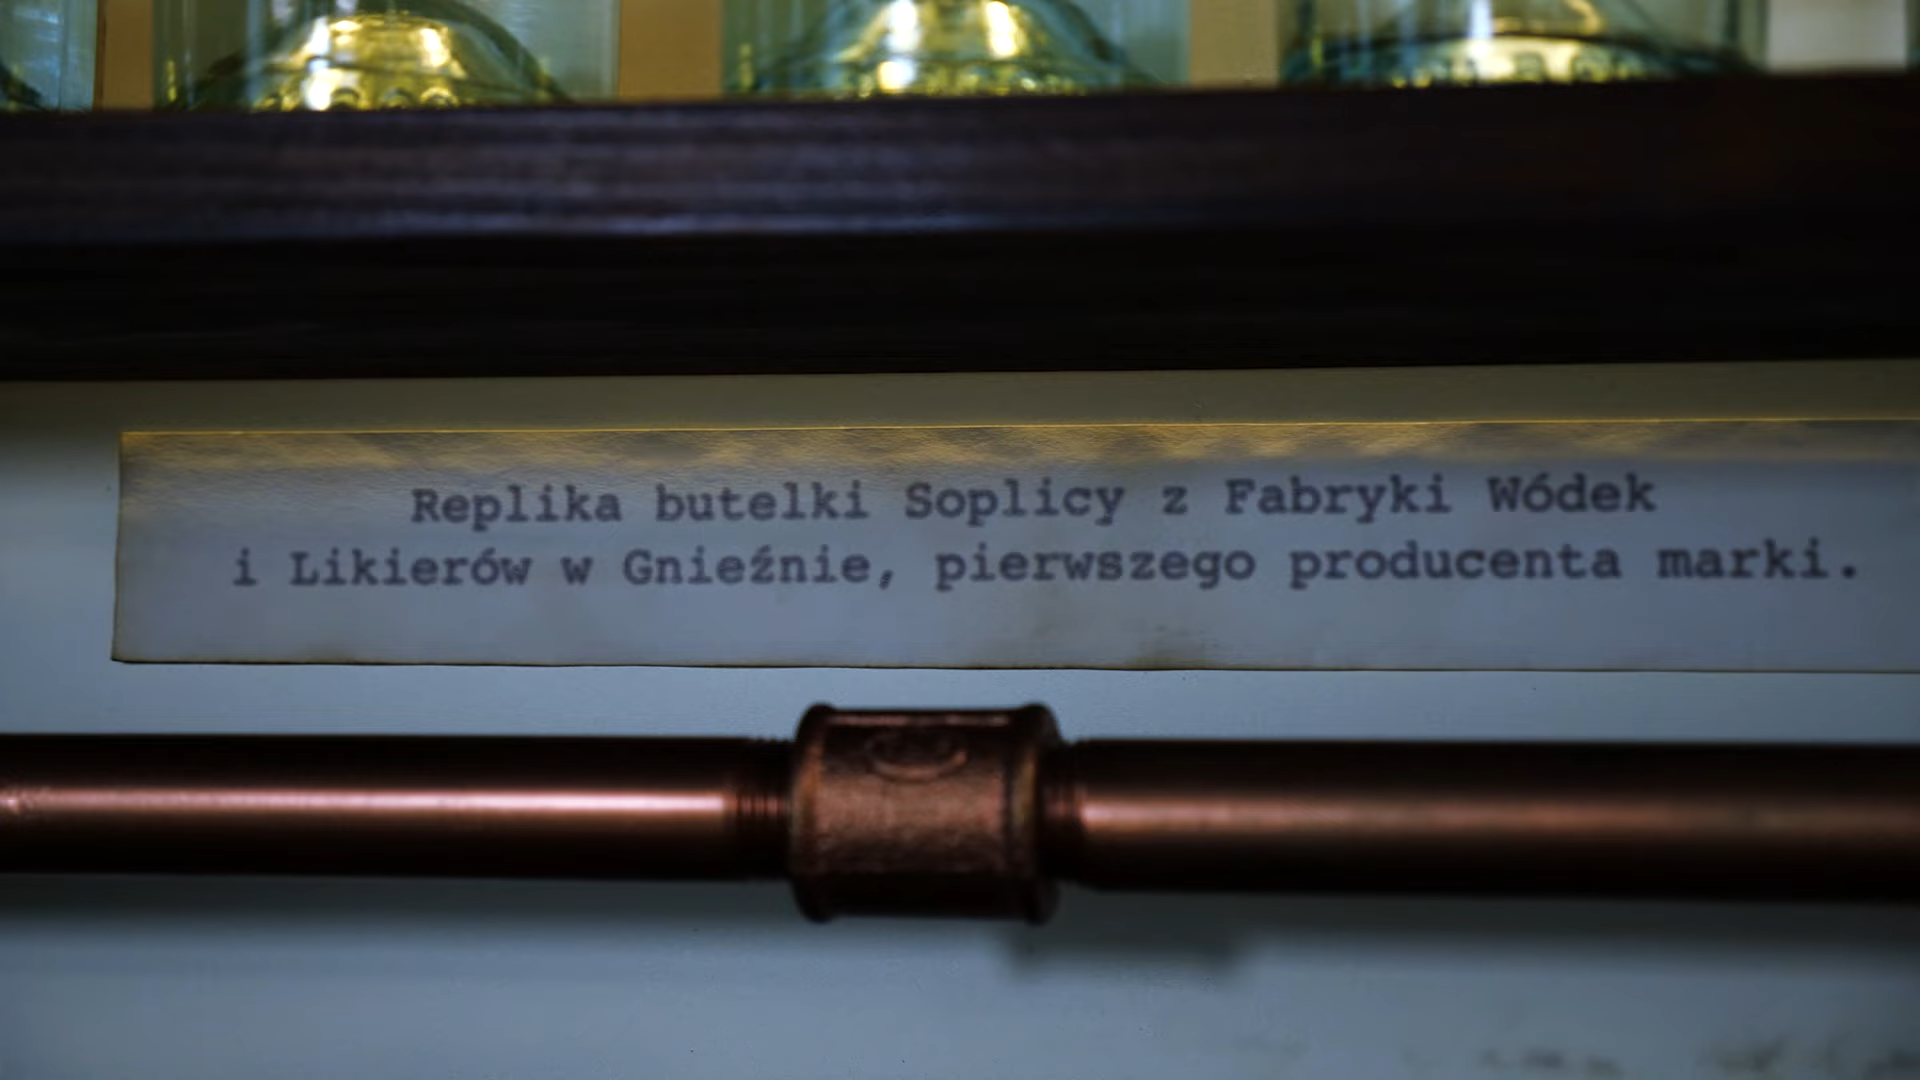 Replika butelki Soplicy z Fabryki Wódek
i Likierów w Gnieźnie, pierwszego producenta marki.